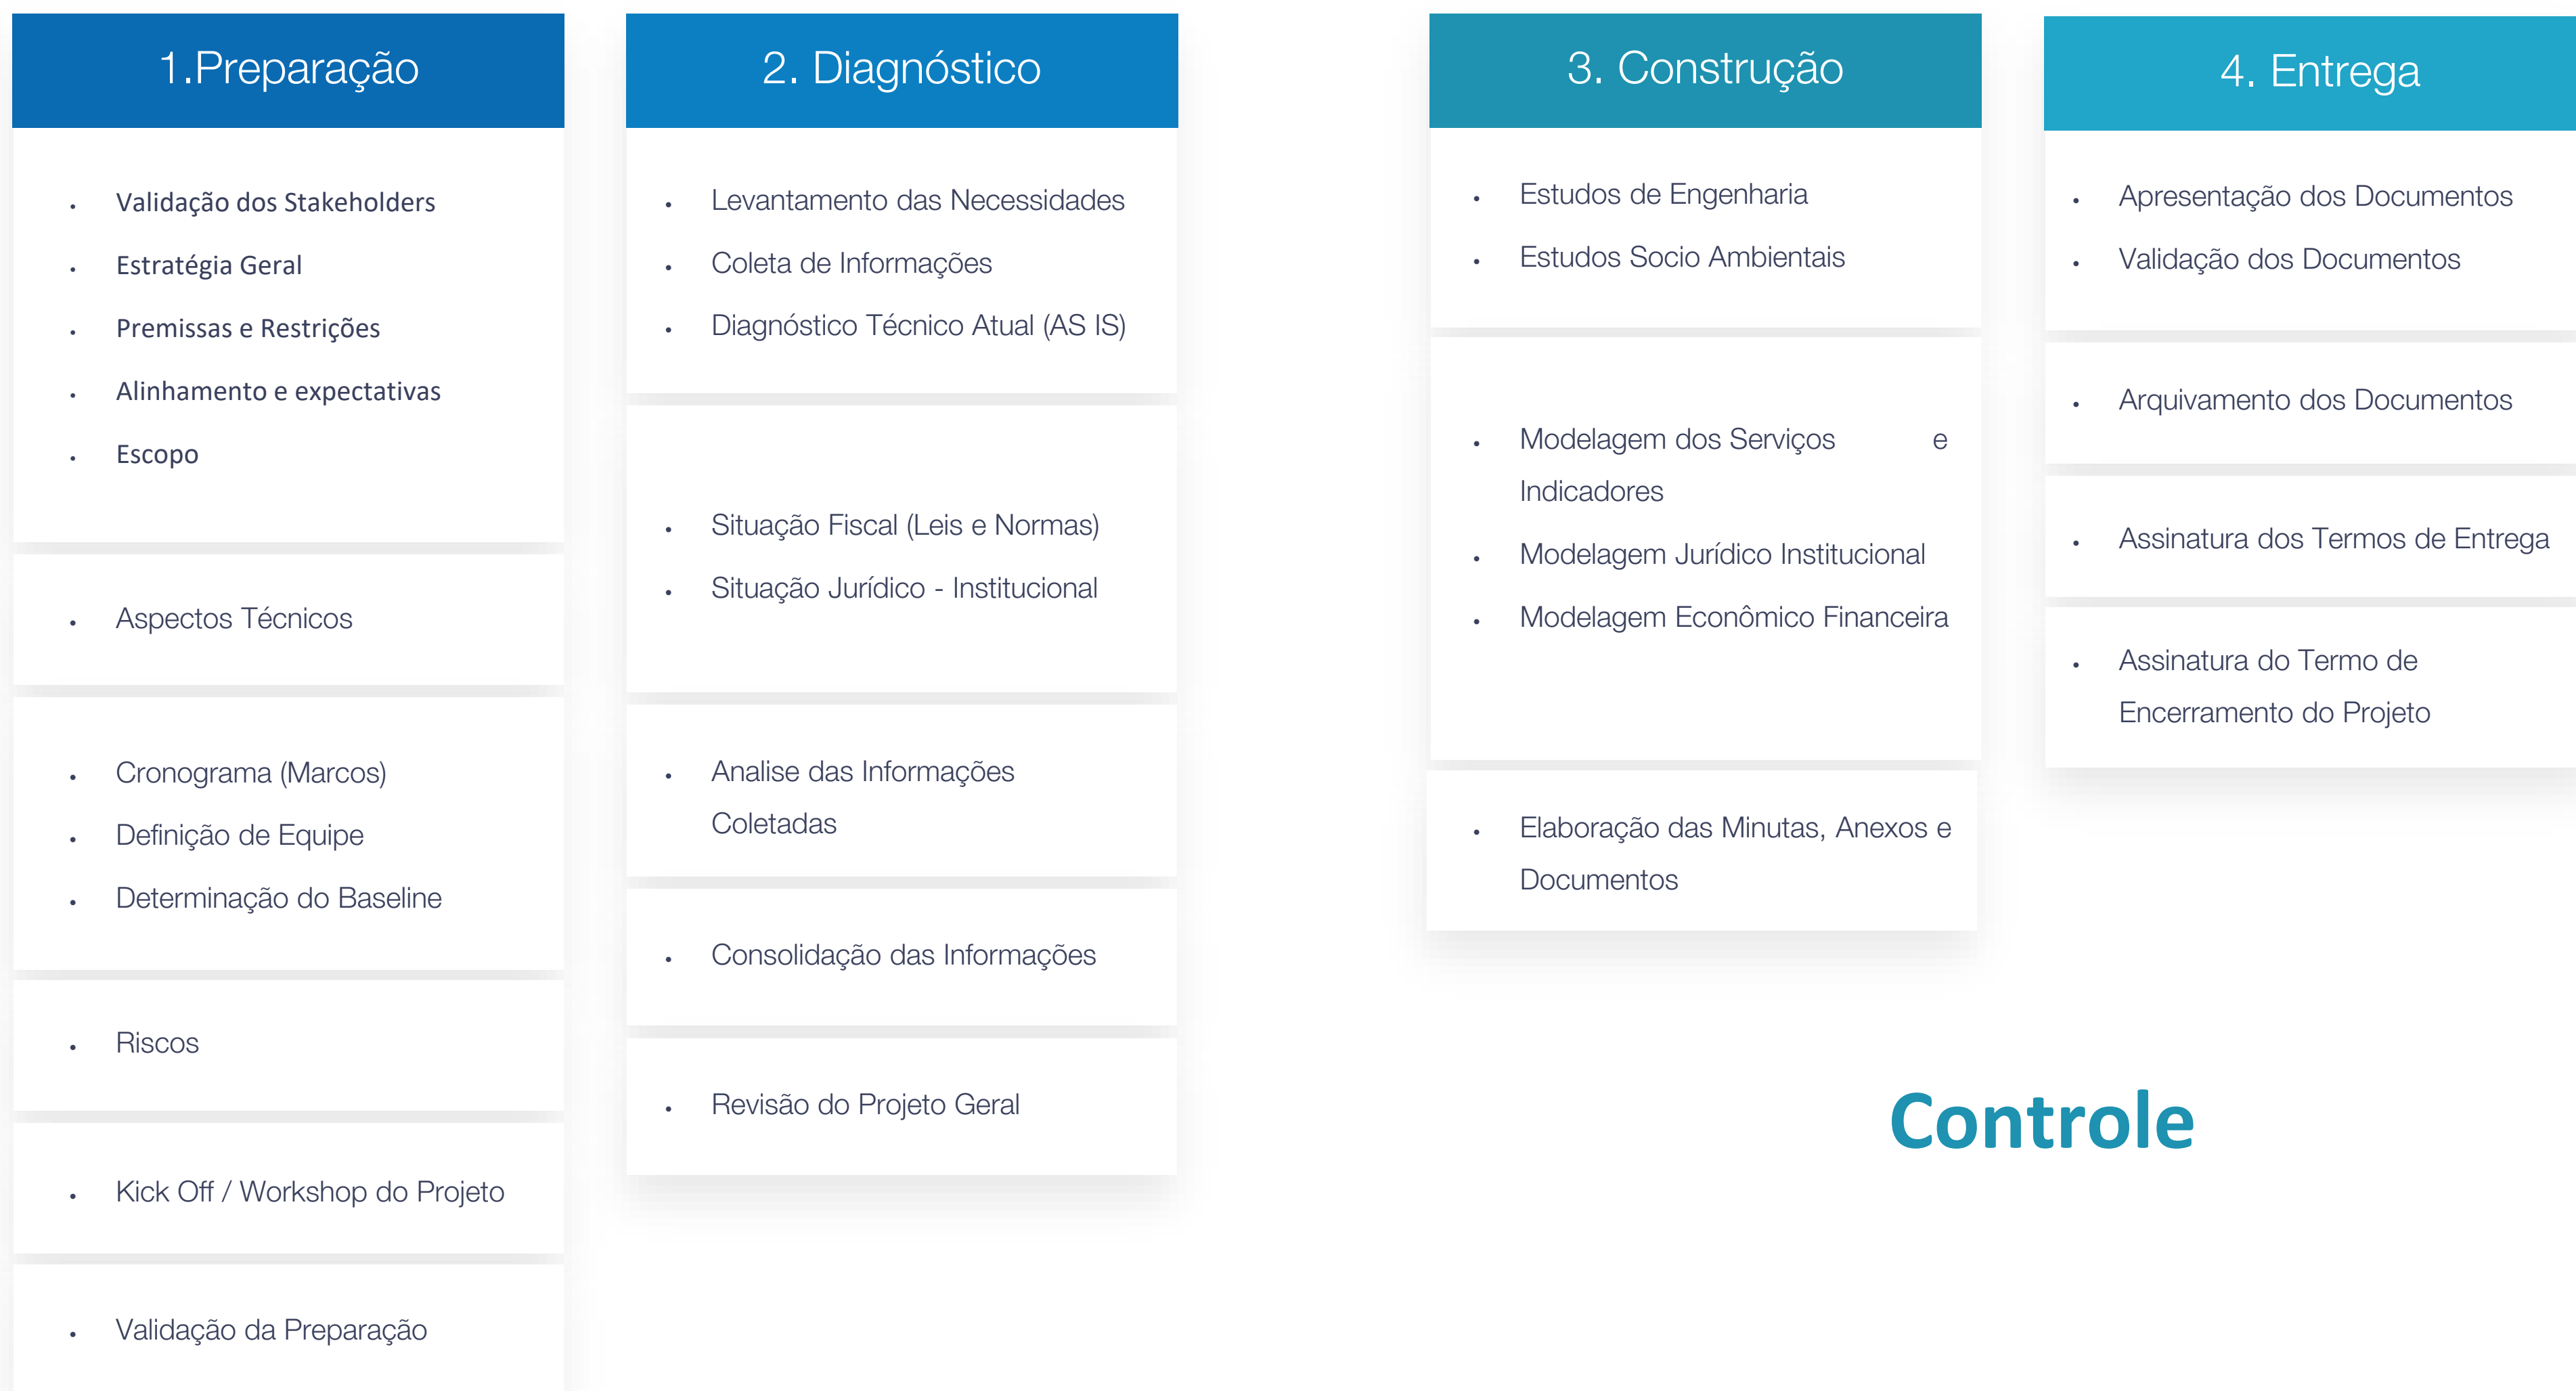 1.Preparação
Validação dos Stakeholders
Estratégia Geral
Premissas e Restrições
Alinhamento e expectativas
Escopo
Aspectos Técnicos
Cronograma (Marcos)
Definição de Equipe
Determinação do Baseline
Riscos
Kick Off / Workshop do Projeto
Validação da Preparação
2. Diagnóstico
Levantamento das Necessidades
Coleta de Informações
Diagnóstico Técnico Atual (AS IS)
Situação Fiscal (Leis e Normas)
Situação Jurídico - Institucional
Analise das Informações
Coletadas
Consolidação das Informações
Revisão do Projeto Geral
3. Construção
Estudos de Engenharia
Estudos Socio Ambientais
Modelagem dos Serviços e
Indicadores
Modelagem Jurídico Institucional
Modelagem Econômico Financeira
Elaboração das Minutas, Anexos e
Documentos
4. Entrega
Apresentação dos Documentos
Validação dos Documentos
Arquivamento dos Documentos
Assinatura dos Termos de Entrega
Assinatura do Termo de
Encerramento do Projeto
Controle